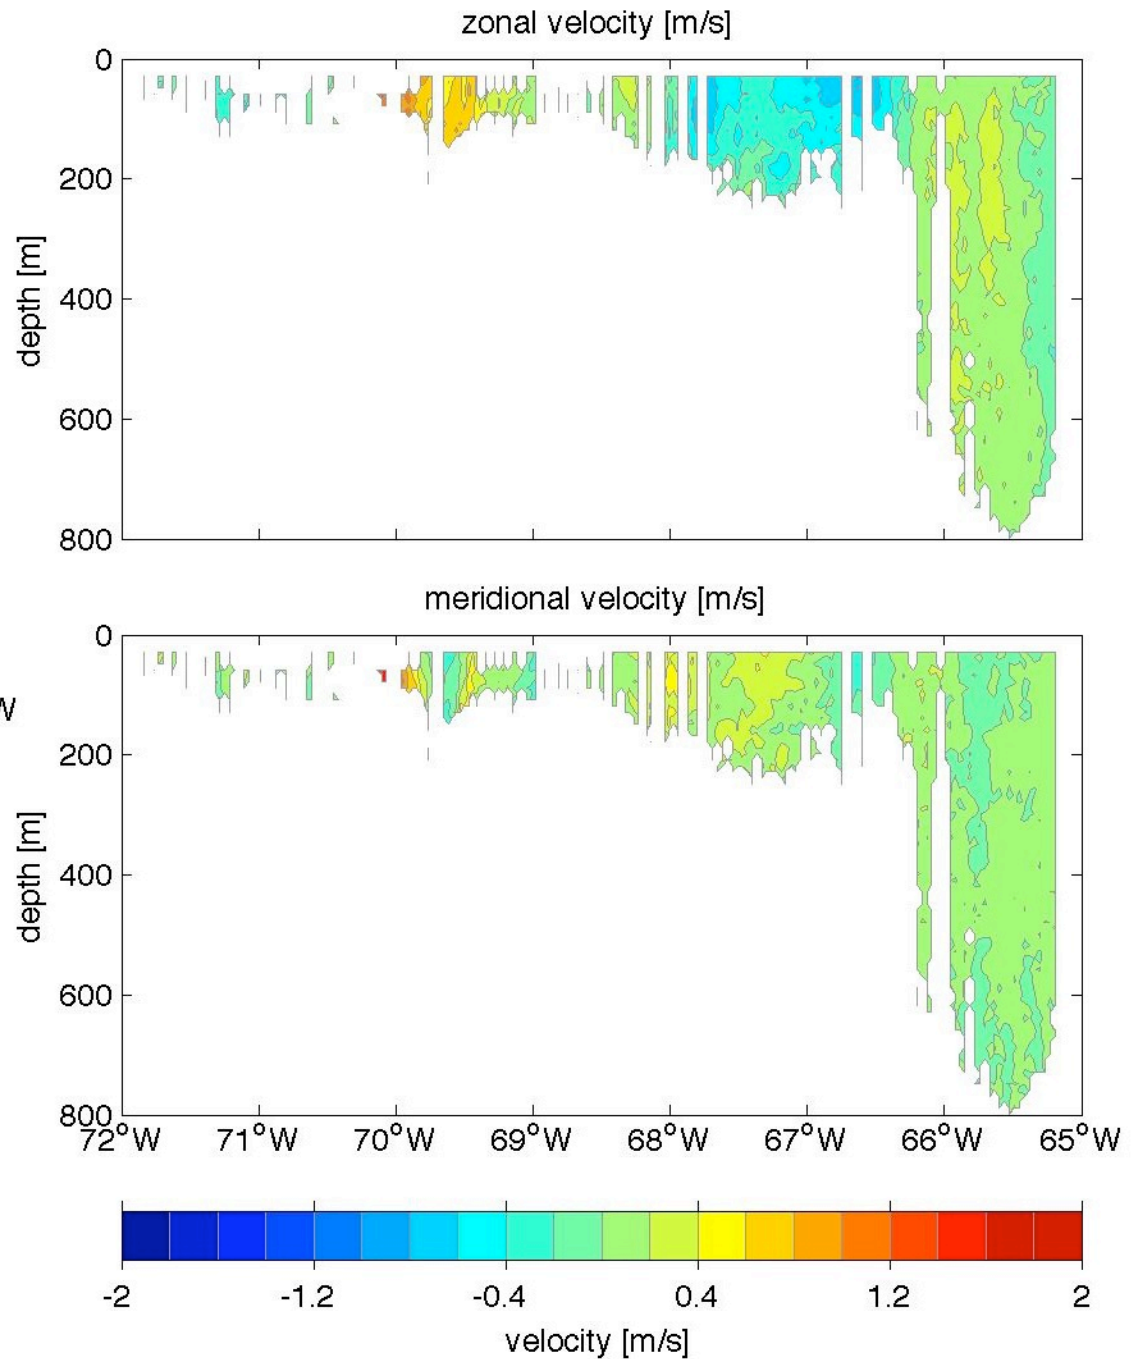 zonal velocity [m/s]
0
200
400
600
800
depth [m]
meridional velocity [m/s]
0
200
400
600
800
depth [m]
W
72°W 71°W 70°W 69°W 68°W 67°W 66°W 65°W
-2 -1.2 -0.4 0.4 1.2 2
velocity [m/s]